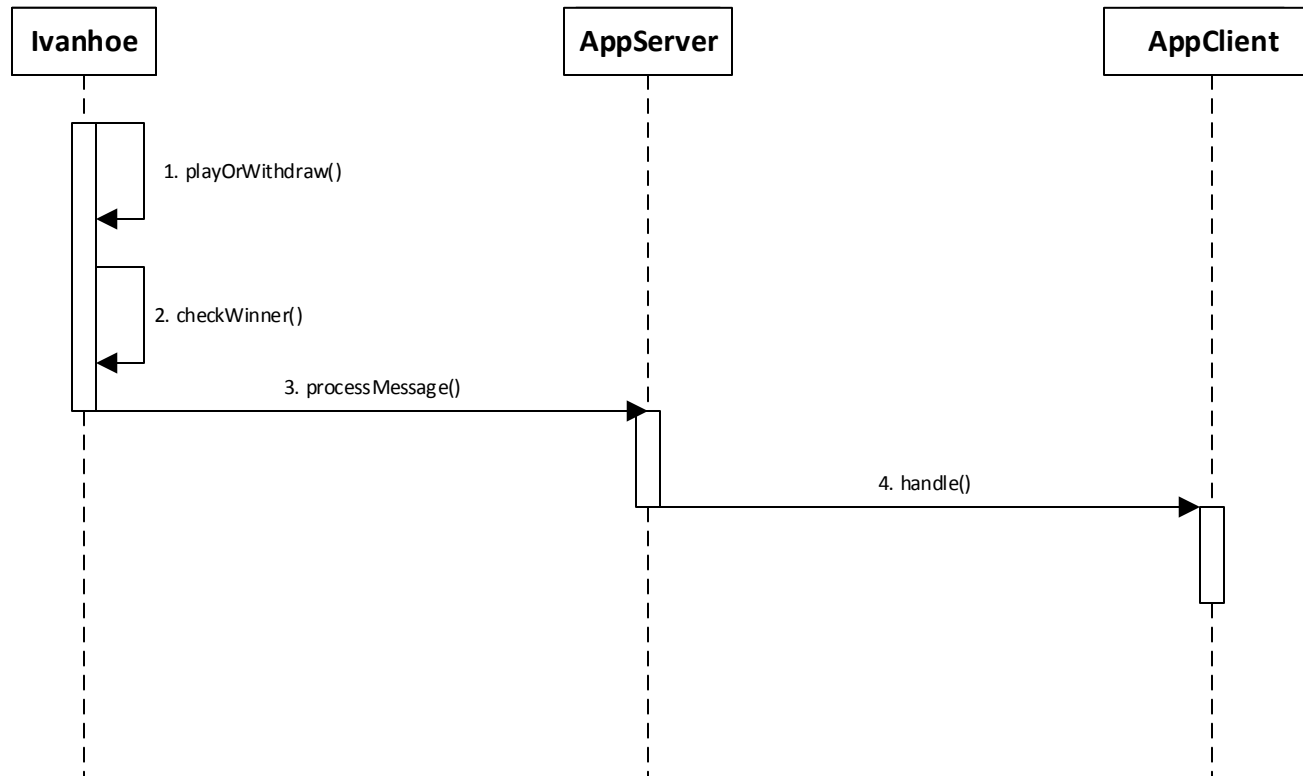 Ivanhoe
AppServer
AppClient
1. playOrWithdraw()
2. checkWinner()
3. processMessage()
4. handle()